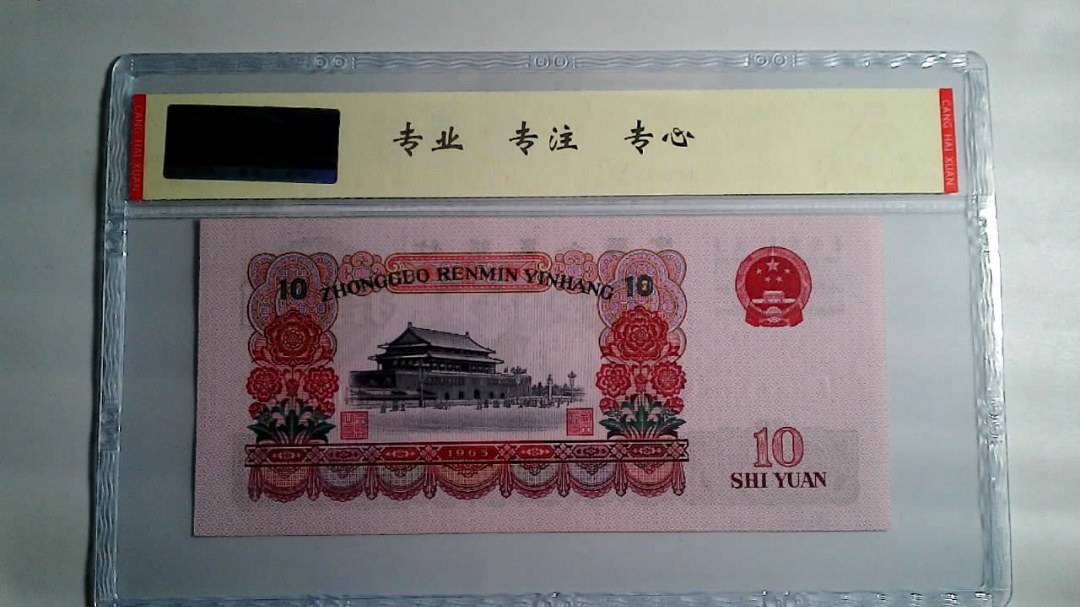 专业 专注 专心
CANG HAI XUAN
CANG HAI XUAN
10 ZHONGGUO RENMIN YINHANG 10
1965
10
SHI YUAN